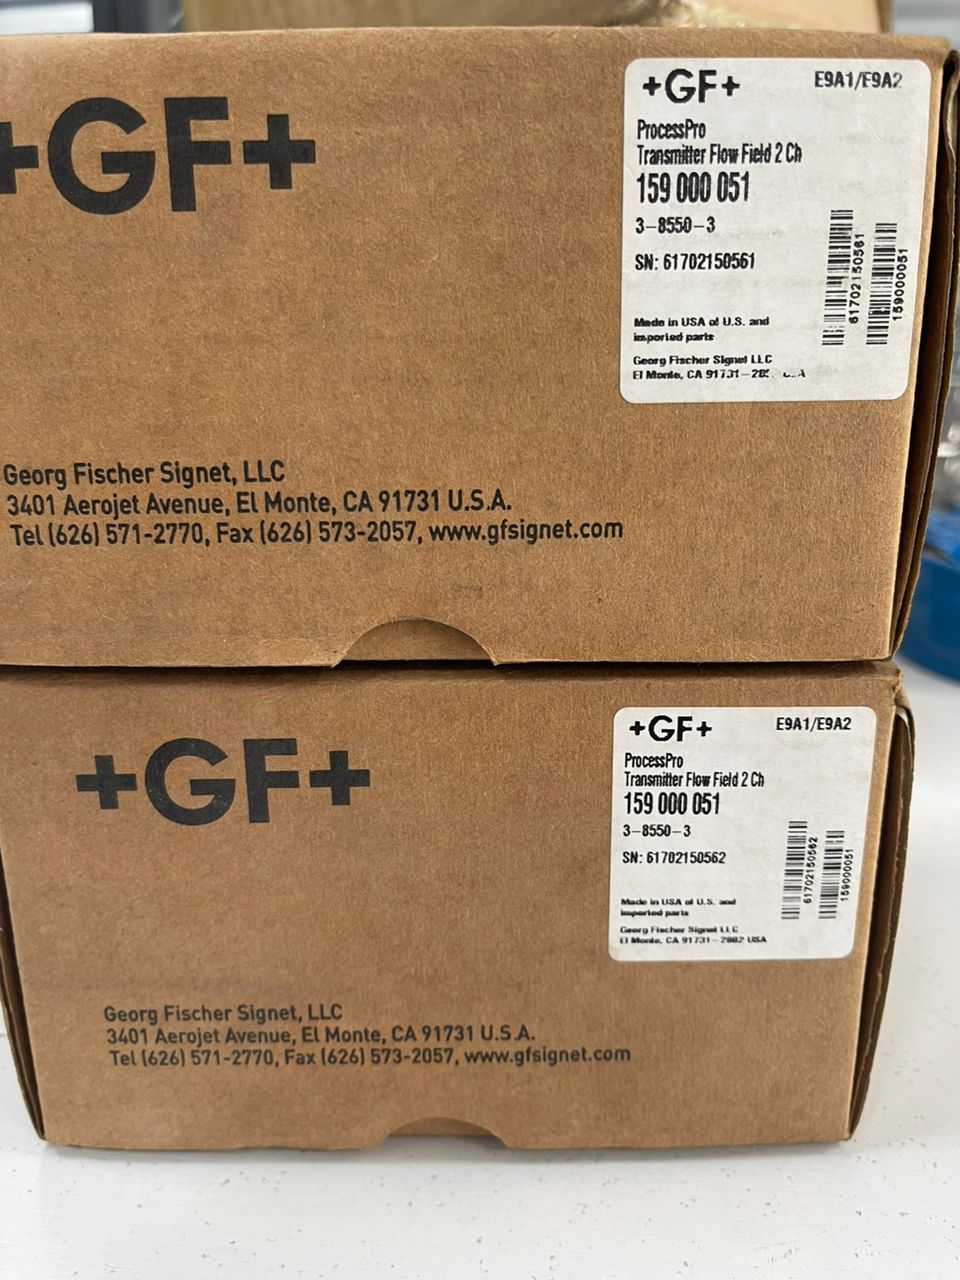 +GF+
+GF+ E9A1/E9A2
ProcessPro
Transmitter Flow Field 2 Ch
159 000 051
3-8550-3
SN: 61702150561
61702150561
159000051
Made in USA of U.S. and
imported parts
Georg Fischer Signet LLC
El Monte, CA 91731-
Georg Fischer Signet, LLC
3401 Aerojet Avenue, El Monte, CA 91731 U.S.A.
Tel (626) 571-2770, Fax (626) 573-2057, www.gfsignet.com
+GF+
+GF+ E9A1/E9A2
ProcessPro
Transmitter Flow Field 2 Ch
159 000 051
3-8550-3
SN: 61702150562
61702150562
159000051
Made in USA of U.S. and
imported parts
Georg Fischer Signet LLC
El Monte, CA 91731-2882 USA
Georg Fischer Signet, LLC
3401 Aerojet Avenue, El Monte, CA 91731 U.S.A.
Tel (626) 571-2770, Fax (626) 573-2057, www.gfsignet.com